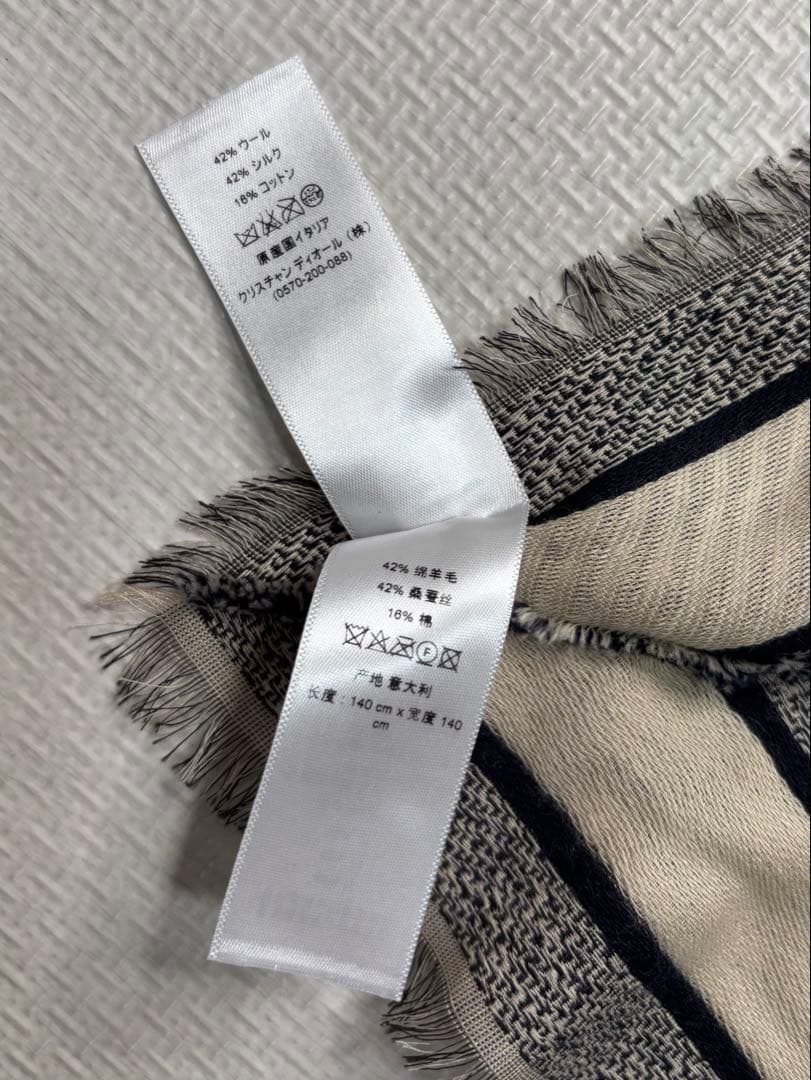 42% ウール
42% シルク
16% コットン
原産国イタリア
クリスチャン ディオール（株）
(0570-200-088)
42% 绵羊毛
42% 桑蚕丝
16% 棉
F
产地 意大利
长度：140 cm x 宽度 140
cm